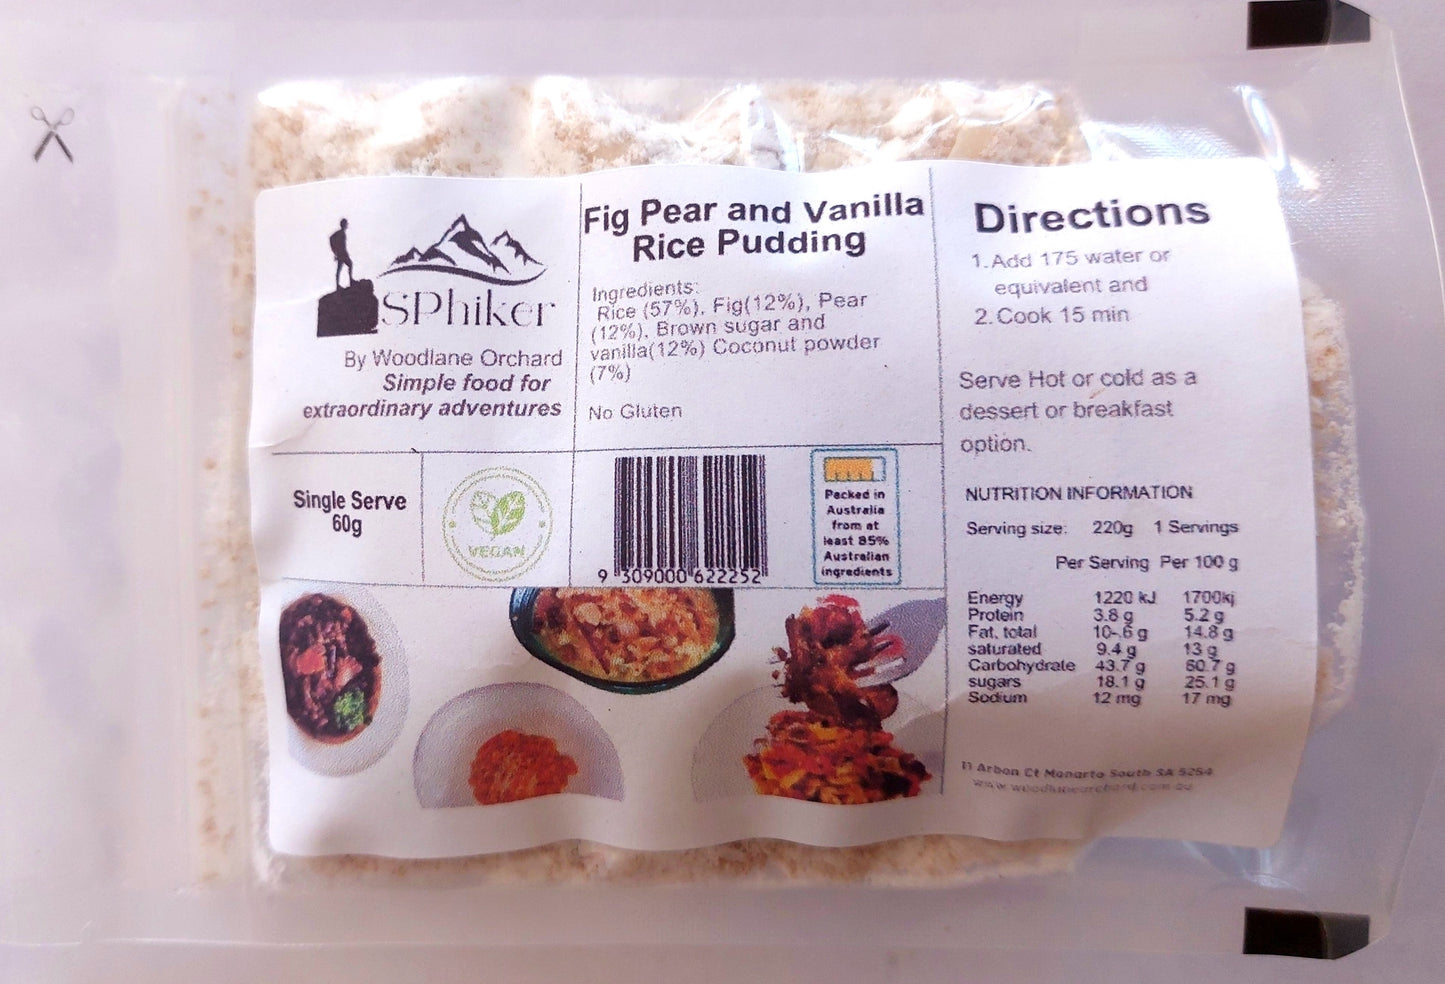 SPhiker
By Woodlane Orchard
Simple food for
extraordinary adventures
Fig Pear and Vanilla
Rice Pudding
Ingredients:
Rice (57%), Fig(12%), Pear
(12%), Brown sugar and
vanilla(12%) Coconut powder
(7%)
No Gluten
Single Serve
60g
VEGAN
9 309000 622252
Packed in
Australia
from at
least 85%
Australian
ingredients
Directions
1. Add 175 water or
equivalent and
2. Cook 15 min
Serve Hot or cold as a
dessert or breakfast
option.
NUTRITION INFORMATION
Serving size: 220g 1 Servings
Per Serving Per 100 g
Energy 1220 kJ 1700kj
Protein 3.8 g 5.2 g
Fat, total 10-.6 g 14.8 g
saturated 9.4 g 13 g
Carbohydrate 43.7 g 60.7 g
sugars 18.1 g 25.1 g
Sodium 12 mg 17 mg
11 Arbon Ct Monarto South SA 5254
www.woodlaneorchard.com.au